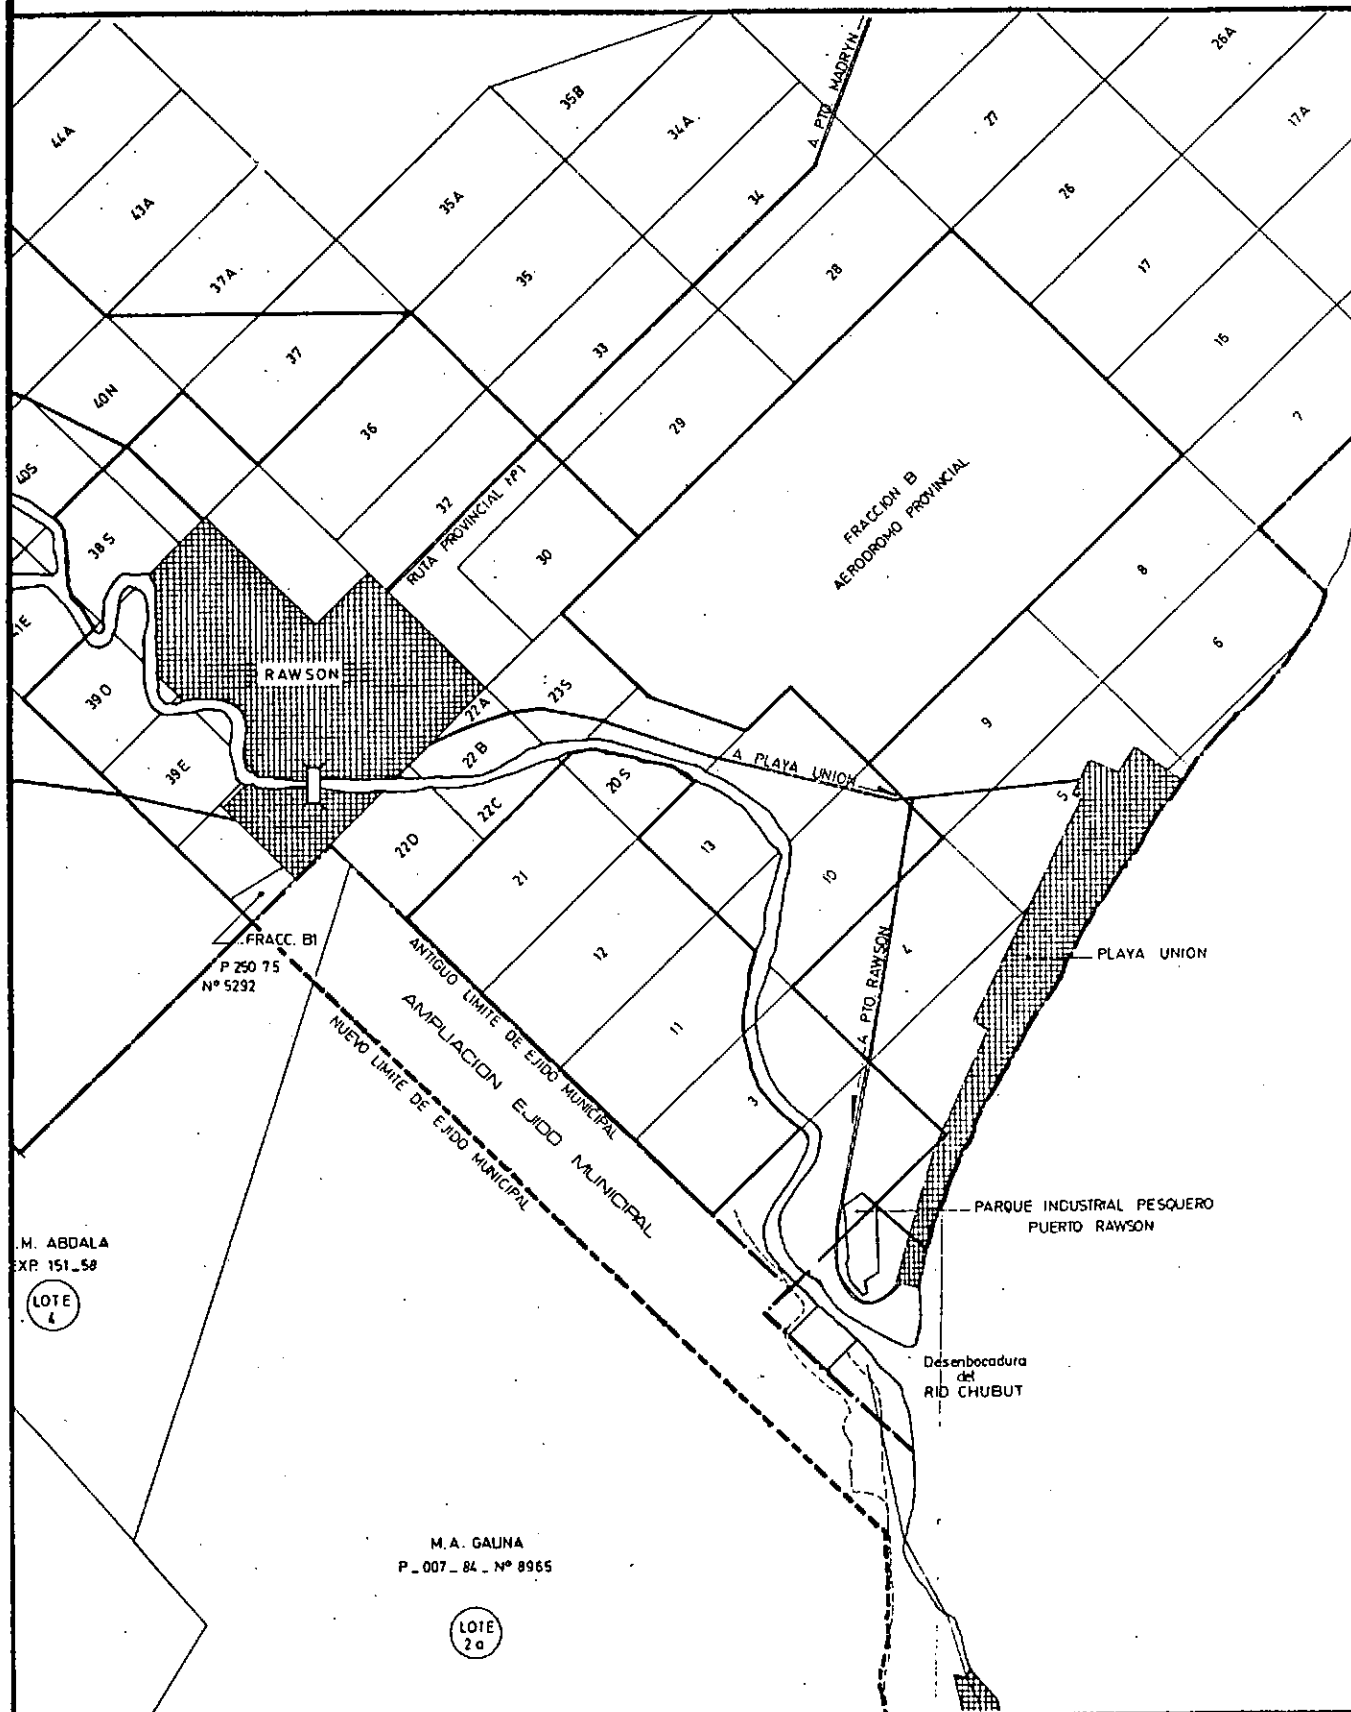 26A
A PTO. MADRYN
35B
27
17A
44A
34A
26
43A
35A
34
17
28
37A
35
16
33
37
7
40N
29
36
FRACCION B
AERODROMO PROVINCIAL
40S
32
RUTA PROVINCIAL Nº1
38S
30
8
6
RAWSON
39O
22A
23S
9
22B
39E
A PLAYA UNION
20S
5
22C
22D
13
21
10
FRACC. B1
P 250 75
Nº 5292
12
4
PLAYA UNION
ANTIGUO LIMITE DE EJIDO MUNICIPAL
A PTO. RAWSON
AMPLIACION EJIDO MUNICIPAL
NUEVO LIMITE DE EJIDO MUNICIPAL
11
3
PARQUE INDUSTRIAL PESQUERO
PUERTO RAWSON
.M. ABDALA
EXP. 151_58
LOTE
4
Desenbocadura
del
RIO CHUBUT
M.A. GAUNA
P_007_84_Nº 8965
LOTE
2a